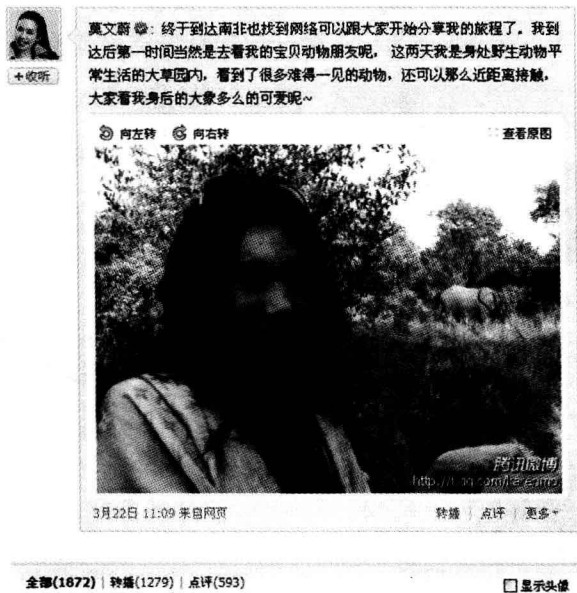 莫文蔚：终于到达南非也找到网络可以跟大家开始分享我的旅程了。我到
达后第一时间当然是去看我的宝贝动物朋友呢， 这两天我是身处野生动物平
常生活的大草园内，看到了很多难得一见的动物，还可以那么近距离接触，
大家看我身后的大象多么的可爱呢~
+收听
向左转 向右转 查看原图
腾讯微博
http://t.qq.com/karenmo
3月22日 11:09 来自网页 转播 | 点评 | 更多
全部(1872) | 转播(1279) | 点评(593) 显示头像